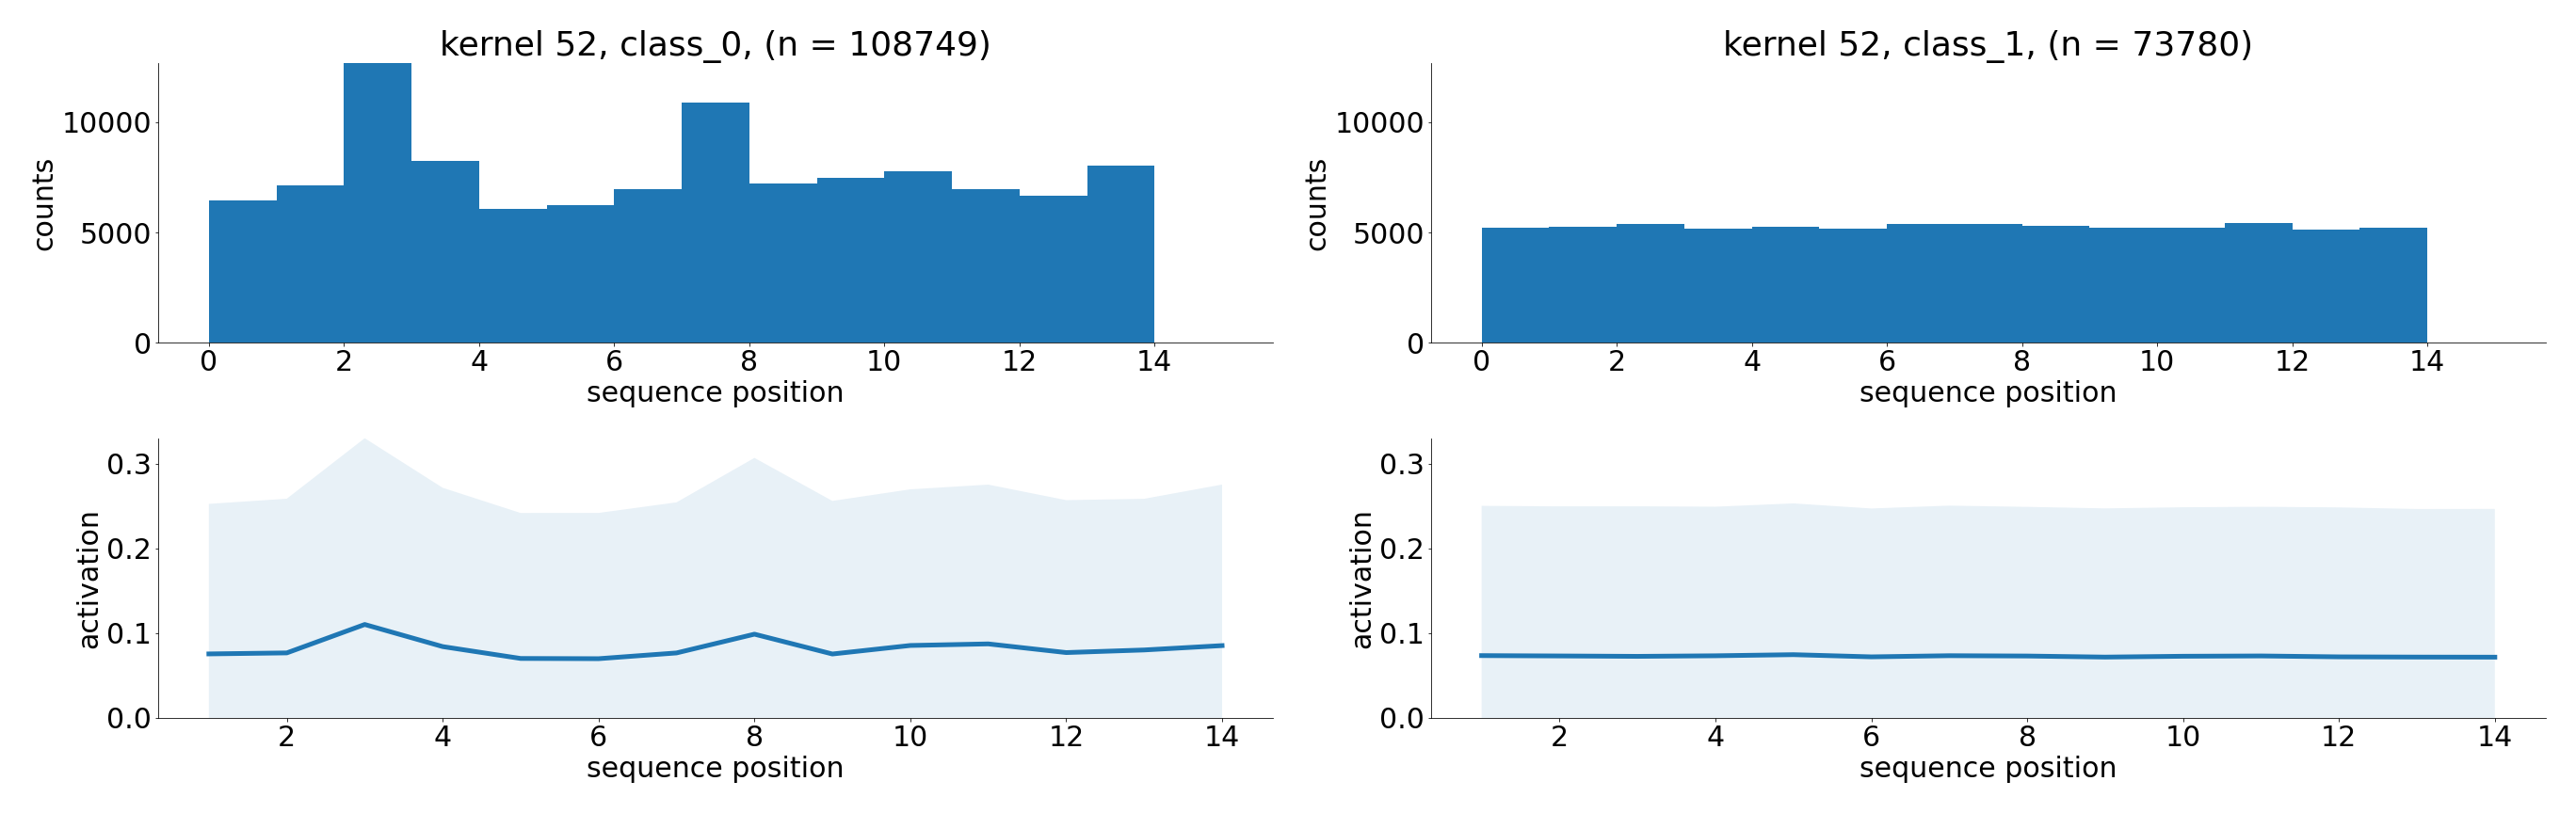 kernel 52, class_0, (n = 108749)
counts
10000
5000
0
0 2 4 6 8 10 12 14
sequence position
kernel 52, class_1, (n = 73780)
counts
10000
5000
0
0 2 4 6 8 10 12 14
sequence position
activation
0.3
0.2
0.1
0.0
2 4 6 8 10 12 14
sequence position
activation
0.3
0.2
0.1
0.0
2 4 6 8 10 12 14
sequence position